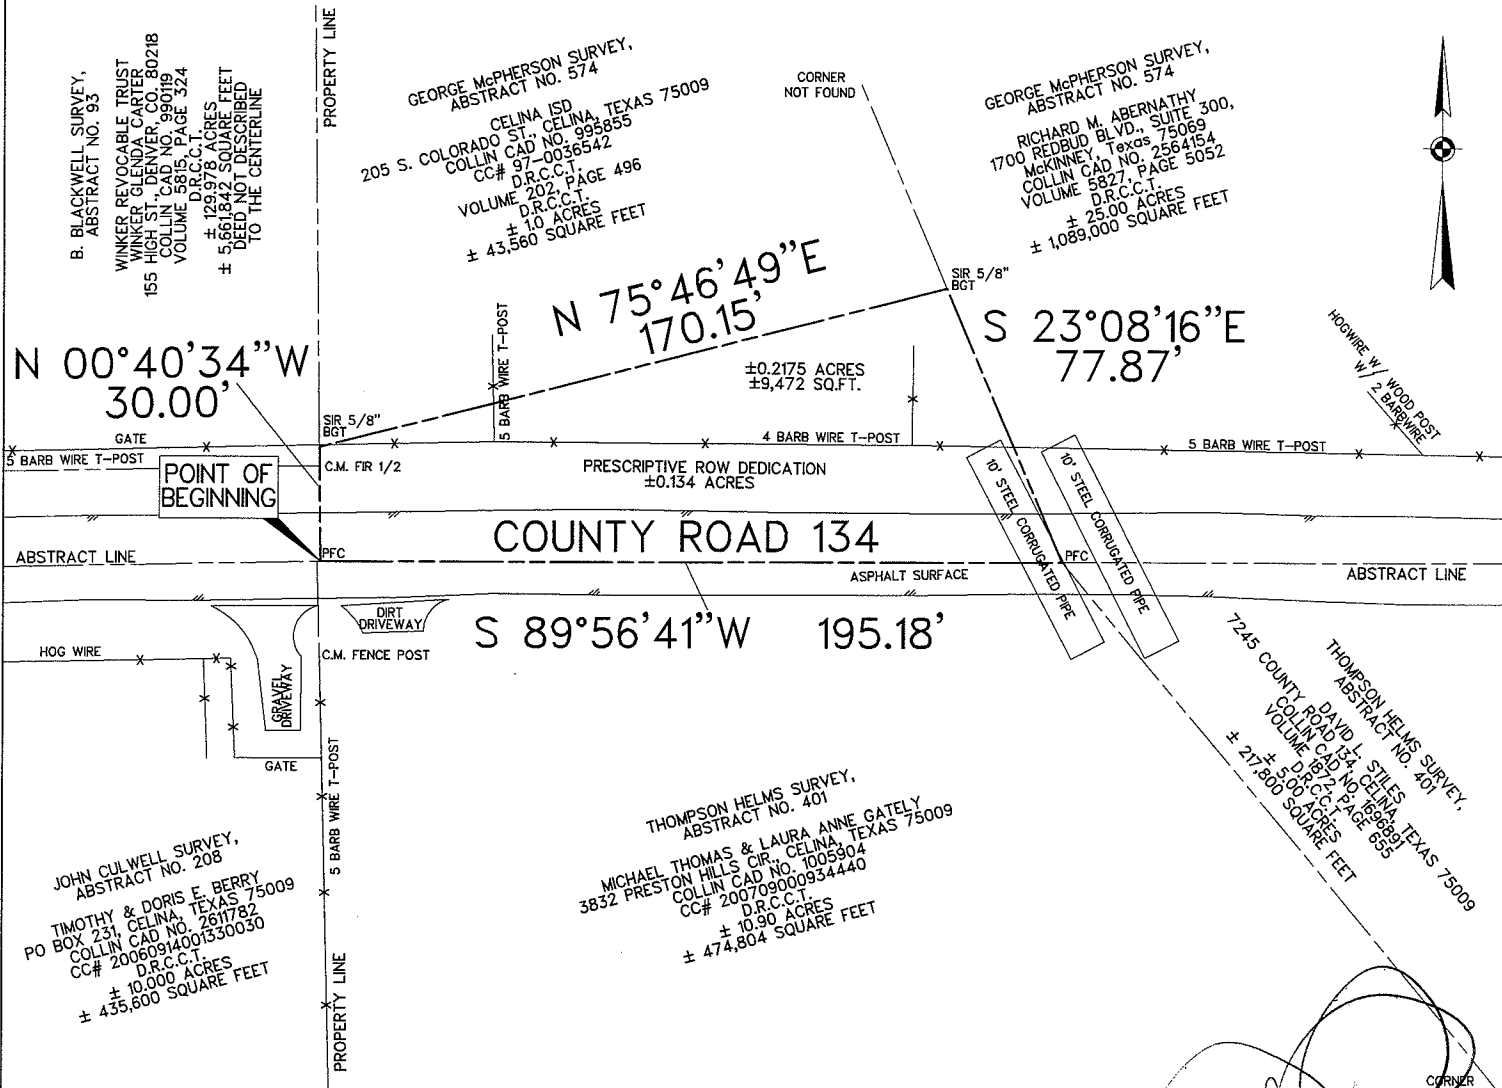 B. BLACKWELL SURVEY,
ABSTRACT NO. 93
WINKER REVOCABLE TRUST
WINKER GLENDA CARTER
155 HIGH ST., DENVER, CO. 80218
COLLIN CAD NO. 990119
VOLUME 5815, PAGE 324
D.R.C.C.T.
± 129.978 ACRES
± 5,661,842 SQUARE FEET
DEED NOT DESCRIBED
TO THE CENTERLINE
PROPERTY LINE
GEORGE McPHERSON SURVEY,
ABSTRACT NO. 574
CELINA ISD
205 S. COLORADO ST., CELINA, TEXAS 75009
COLLIN CAD NO. 995855
CC# 97-0036542
D.R.C.C.T.
VOLUME 202, PAGE 496
D.R.C.C.T.
± 1.0 ACRES
± 43,560 SQUARE FEET
CORNER
NOT FOUND
GEORGE McPHERSON SURVEY,
ABSTRACT NO. 574
RICHARD M. ABERNATHY
1700 REDBUD BLVD., SUITE 300,
McKINNEY, Texas 75069
COLLIN CAD NO. 2564154
VOLUME 5827, PAGE 5052
D.R.C.C.T.
± 25.00 ACRES
± 1,089,000 SQUARE FEET
N 75°46'49"E
170.15'
SIR 5/8"
BGT
S 23°08'16"E
77.87'
N 00°40'34"W
30.00'
5 BARB WIRE T-POST
±0.2175 ACRES
±9,472 SQ.FT.
HOGWIRE W/ WOOD POST
W/ 2 BARBWIRE
SIR 5/8"
BGT
GATE
4 BARB WIRE T-POST
5 BARB WIRE T-POST
5 BARB WIRE T-POST
C.M. FIR 1/2
PRESCRIPTIVE ROW DEDICATION
±0.134 ACRES
POINT OF
BEGINNING
10' STEEL CORRUGATED PIPE
10' STEEL CORRUGATED PIPE
COUNTY ROAD 134
ABSTRACT LINE
PFC
PFC
ASPHALT SURFACE
ABSTRACT LINE
DIRT
DRIVEWAY
S 89°56'41"W 195.18'
HOG WIRE
C.M. FENCE POST
GRAVEL
DRIVEWAY
GATE
5 BARB WIRE T-POST
THOMPSON HELMS SURVEY,
ABSTRACT NO. 401
DAVID L. STILES
7245 COUNTY ROAD 134, CELINA, TEXAS 75009
COLLIN CAD NO. 1696891
VOLUME 1872, PAGE 655
D.R.C.C.T.
± 5.00 ACRES
± 217,800 SQUARE FEET
THOMPSON HELMS SURVEY,
ABSTRACT NO. 401
MICHAEL THOMAS & LAURA ANNE GATELY
3832 PRESTON HILLS CIR., CELINA, TEXAS 75009
COLLIN CAD NO. 1005904
CC# 200709000934440
D.R.C.C.T.
± 10.90 ACRES
± 474,804 SQUARE FEET
JOHN CULWELL SURVEY,
ABSTRACT NO. 208
TIMOTHY & DORIS E. BERRY
PO BOX 231, CELINA, TEXAS 75009
COLLIN CAD NO. 2611782
CC# 20060914001330030
D.R.C.C.T.
± 10.000 ACRES
± 435,600 SQUARE FEET
PROPERTY LINE
CORNER